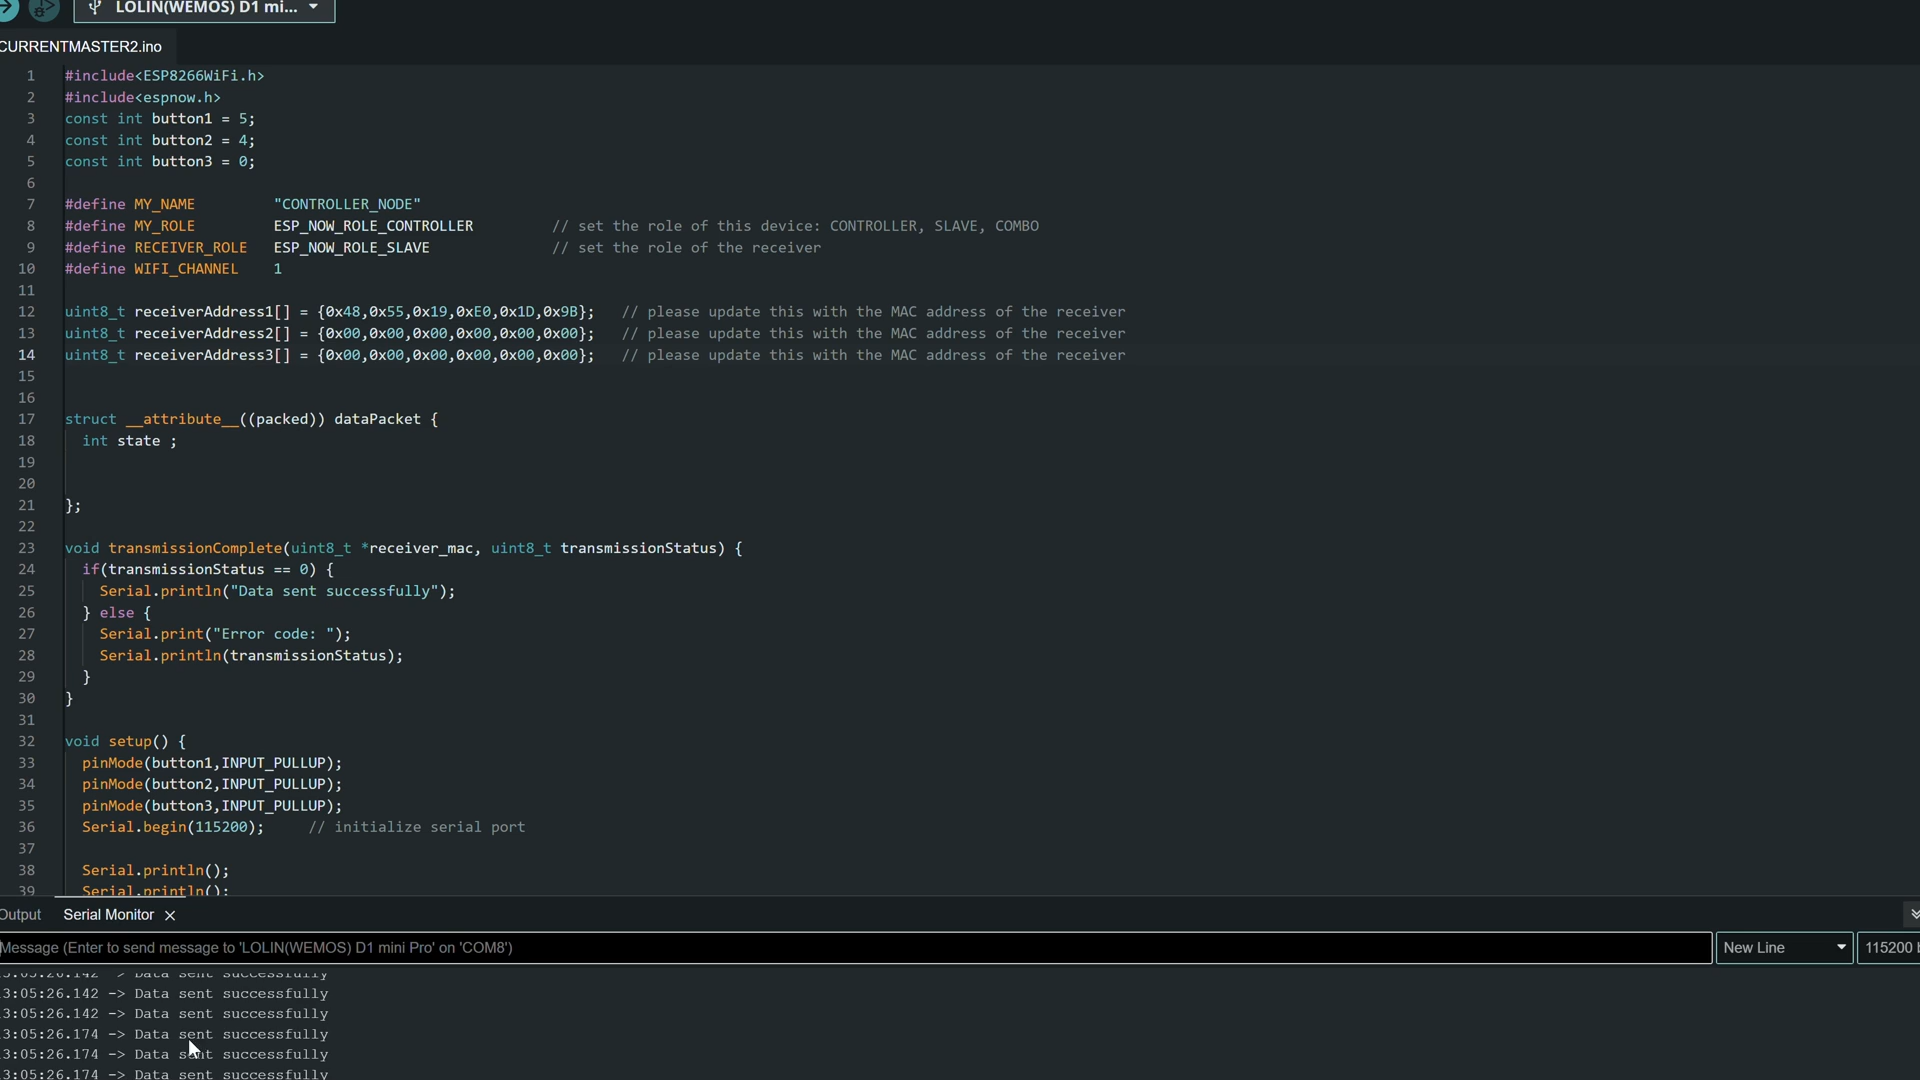 LOLIN(WEMOS) D1 mi...
CURRENTMASTER2.ino
1 #include<ESP8266WiFi.h>
2 #include<espnow.h>
3 const int button1 = 5;
4 const int button2 = 4;
5 const int button3 = 0;
6
7 #define MY_NAME "CONTROLLER_NODE"
8 #define MY_ROLE ESP_NOW_ROLE_CONTROLLER // set the role of this device: CONTROLLER, SLAVE, COMBO
9 #define RECEIVER_ROLE ESP_NOW_ROLE_SLAVE // set the role of the receiver
10 #define WIFI_CHANNEL 1
11
12 uint8_t receiverAddress1[] = {0x48,0x55,0x19,0xE0,0x1D,0x9B}; // please update this with the MAC address of the receiver
13 uint8_t receiverAddress2[] = {0x00,0x00,0x00,0x00,0x00,0x00}; // please update this with the MAC address of the receiver
14 uint8_t receiverAddress3[] = {0x00,0x00,0x00,0x00,0x00,0x00}; // please update this with the MAC address of the receiver
15
16
17 struct __attribute__((packed)) dataPacket {
18 int state ;
19
20
21 };
22
23 void transmissionComplete(uint8_t *receiver_mac, uint8_t transmissionStatus) {
24 if(transmissionStatus == 0) {
25 Serial.println("Data sent successfully");
26 } else {
27 Serial.print("Error code: ");
28 Serial.println(transmissionStatus);
29 }
30 }
31
32 void setup() {
33 pinMode(button1,INPUT_PULLUP);
34 pinMode(button2,INPUT_PULLUP);
35 pinMode(button3,INPUT_PULLUP);
36 Serial.begin(115200); // initialize serial port
37
38 Serial.println();
39 Serial.println();
Output Serial Monitor
Message (Enter to send message to 'LOLIN(WEMOS) D1 mini Pro' on 'COM8') New Line 115200 b
3:05:26.142 -> Data sent successfully
3:05:26.142 -> Data sent successfully
3:05:26.142 -> Data sent successfully
3:05:26.174 -> Data sent successfully
3:05:26.174 -> Data sent successfully
3:05:26.174 -> Data sent successfully